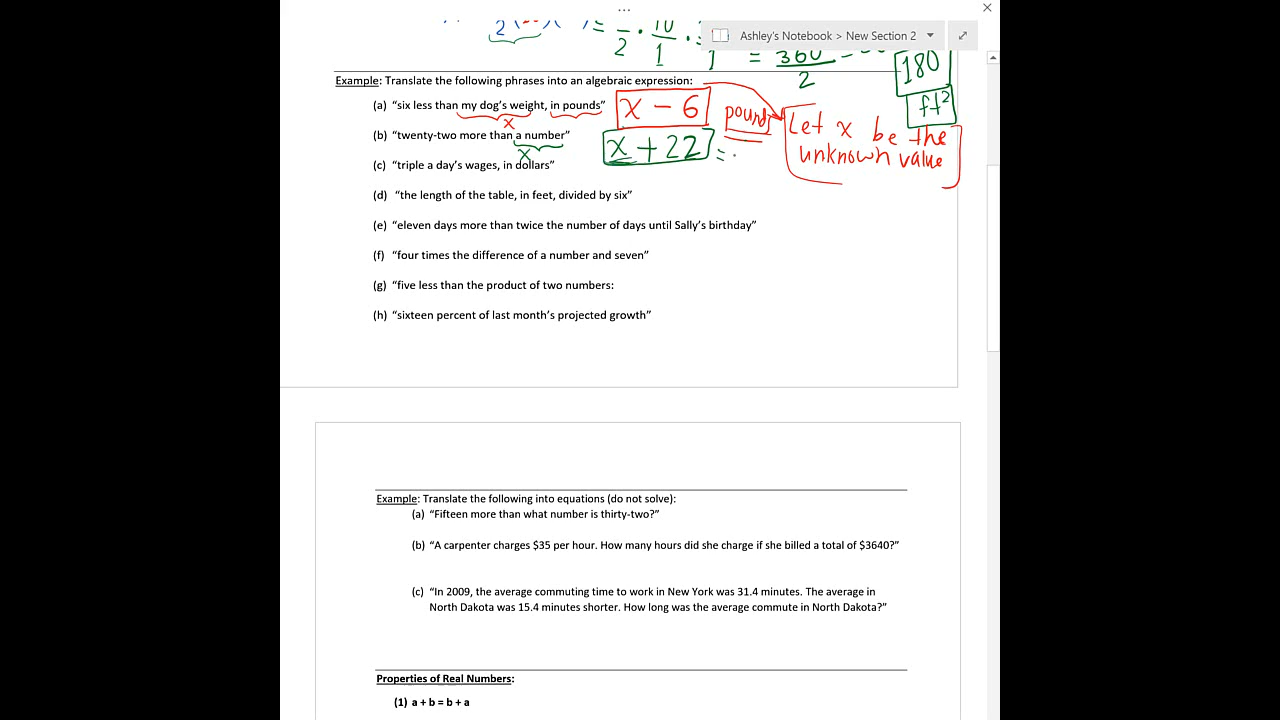 Ashley's Notebook > New Section 2
= 360/2
180
ft²
Example: Translate the following phrases into an algebraic expression:
(a) “six less than my dog’s weight, in pounds”
x
x − 6
pounds
Let x be the
unknown value
(b) “twenty-two more than a number”
x
x + 22 =
(c) “triple a day’s wages, in dollars”
(d) “the length of the table, in feet, divided by six”
(e) “eleven days more than twice the number of days until Sally’s birthday”
(f) “four times the difference of a number and seven”
(g) “five less than the product of two numbers:
(h) “sixteen percent of last month’s projected growth”
Example: Translate the following into equations (do not solve):
(a) “Fifteen more than what number is thirty-two?”
(b) “A carpenter charges $35 per hour. How many hours did she charge if she billed a total of $3640?”
(c) “In 2009, the average commuting time to work in New York was 31.4 minutes. The average in
North Dakota was 15.4 minutes shorter. How long was the average commute in North Dakota?”
Properties of Real Numbers:
(1) a + b = b + a